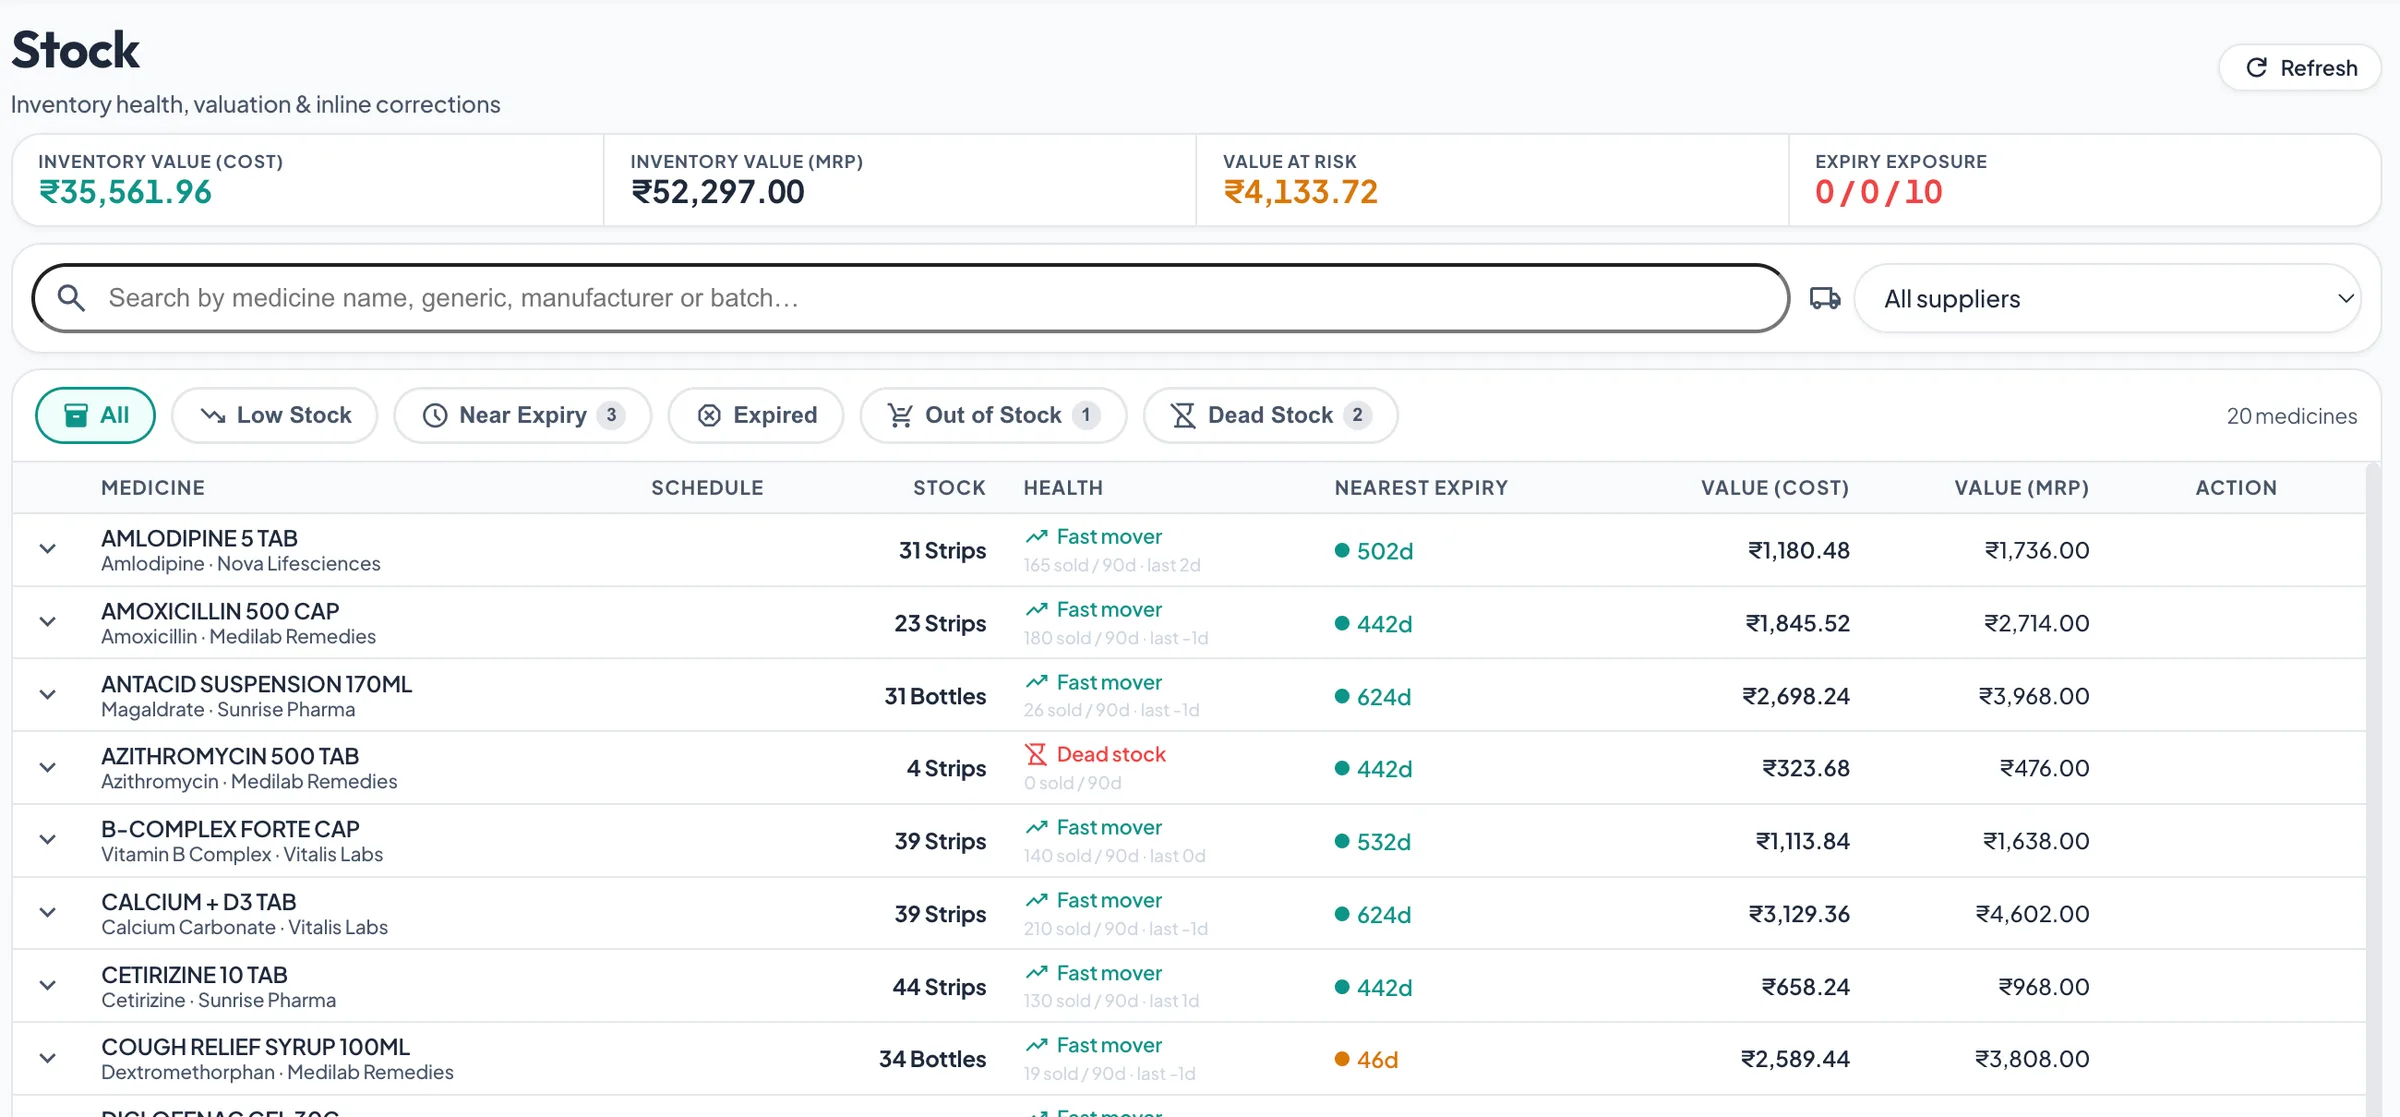 Stock
Refresh
Inventory health, valuation & inline corrections
INVENTORY VALUE (COST)
₹35,561.96
INVENTORY VALUE (MRP)
₹52,297.00
VALUE AT RISK
₹4,133.72
EXPIRY EXPOSURE
0 / 0 / 10
Search by medicine name, generic, manufacturer or batch…
All suppliers
All Low Stock Near Expiry 3 Expired Out of Stock 1 Dead Stock 2 20 medicines
MEDICINE SCHEDULE STOCK HEALTH NEAREST EXPIRY VALUE (COST) VALUE (MRP) ACTION
AMLODIPINE 5 TAB
Amlodipine · Nova Lifesciences
31 Strips
Fast mover
165 sold / 90d · last 2d
502d
₹1,180.48
₹1,736.00
AMOXICILLIN 500 CAP
Amoxicillin · Medilab Remedies
23 Strips
Fast mover
180 sold / 90d · last -1d
442d
₹1,845.52
₹2,714.00
ANTACID SUSPENSION 170ML
Magaldrate · Sunrise Pharma
31 Bottles
Fast mover
26 sold / 90d · last -1d
624d
₹2,698.24
₹3,968.00
AZITHROMYCIN 500 TAB
Azithromycin · Medilab Remedies
4 Strips
Dead stock
0 sold / 90d
442d
₹323.68
₹476.00
B-COMPLEX FORTE CAP
Vitamin B Complex · Vitalis Labs
39 Strips
Fast mover
140 sold / 90d · last 0d
532d
₹1,113.84
₹1,638.00
CALCIUM + D3 TAB
Calcium Carbonate · Vitalis Labs
39 Strips
Fast mover
210 sold / 90d · last -1d
624d
₹3,129.36
₹4,602.00
CETIRIZINE 10 TAB
Cetirizine · Sunrise Pharma
44 Strips
Fast mover
130 sold / 90d · last 1d
442d
₹658.24
₹968.00
COUGH RELIEF SYRUP 100ML
Dextromethorphan · Medilab Remedies
34 Bottles
Fast mover
19 sold / 90d · last -1d
46d
₹2,589.44
₹3,808.00
DICLOFENAC GEL 30G
Fast mover